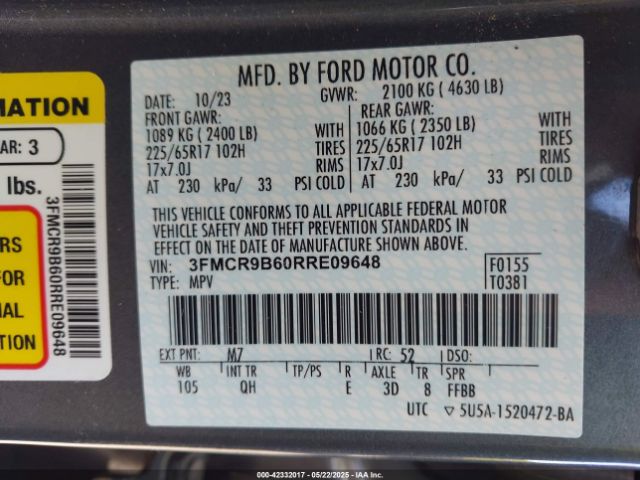 MATION
AR: 3
lbs.
RS
FOR
AL
TION
3FMCR9B60RRE09648
MFD. BY FORD MOTOR CO.
DATE: 10/23 GVWR: 2100 KG ( 4630 LB)
FRONT GAWR: REAR GAWR:
1089 KG ( 2400 LB) WITH 1066 KG ( 2350 LB) WITH
225/65R17 102H TIRES 225/65R17 102H TIRES
17x7.0J RIMS 17x7.0J RIMS
AT 230 kPa/ 33 PSI COLD AT 230 kPa/ 33 PSI COLD
THIS VEHICLE CONFORMS TO ALL APPLICABLE FEDERAL MOTOR
VEHICLE SAFETY AND THEFT PREVENTION STANDARDS IN
EFFECT ON THE DATE OF MANUFACTURE SHOWN ABOVE.
VIN: 3FMCR9B60RRE09648 F0155
TYPE: MPV T0381
EXT PNT: M7 RC: 52 DSO:
WB INT TR TP/PS R AXLE TR SPR
105 QH E 3D 8 FFBB
UTC ▽ 5U5A-1520472-BA
000-42332017 - 05/22/2025 - IAAI.COM